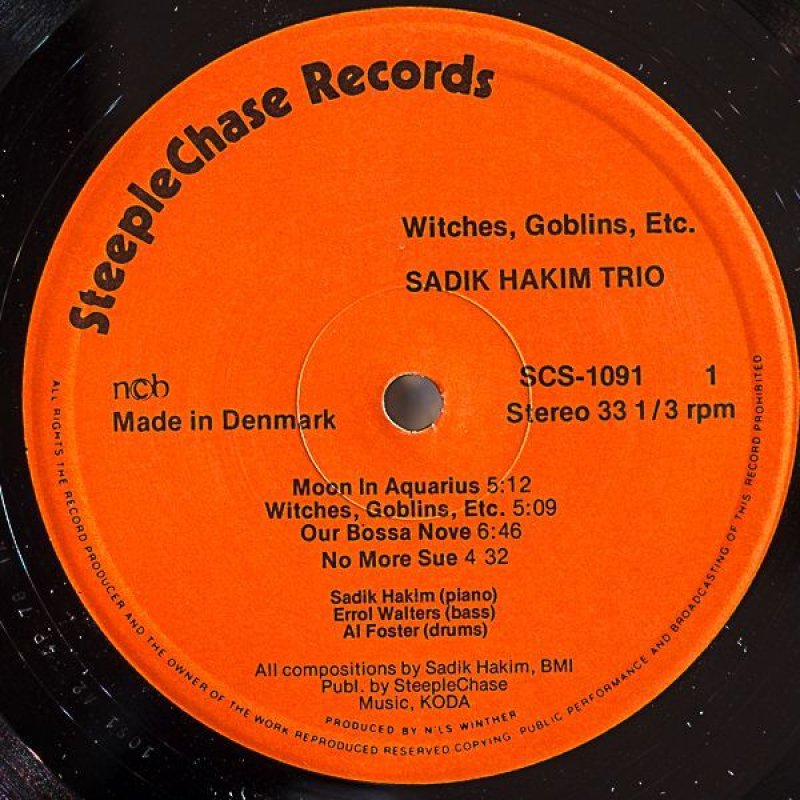 SteepleChase Records
Witches, Goblins, Etc.
SADIK HAKIM TRIO
ncb
SCS-1091 1
Made in Denmark
Stereo 33 1/3 rpm
Moon In Aquarius 5:12
Witches, Goblins, Etc. 5:09
Our Bossa Nove 6:46
No More Sue 4 32
Sadik Hakim (piano)
Errol Walters (bass)
Al Foster (drums)
All compositions by Sadik Hakim, BMI
Publ. by SteepleChase
Music, KODA
PRODUCED BY NILS WINTHER
ALL RIGHTS THE RECORD PRODUCER AND THE OWNER OF THE WORK REPRODUCED RESERVED COPYING, PUBLIC PERFORMANCE AND BROADCASTING OF THIS RECORD PROHIBITED